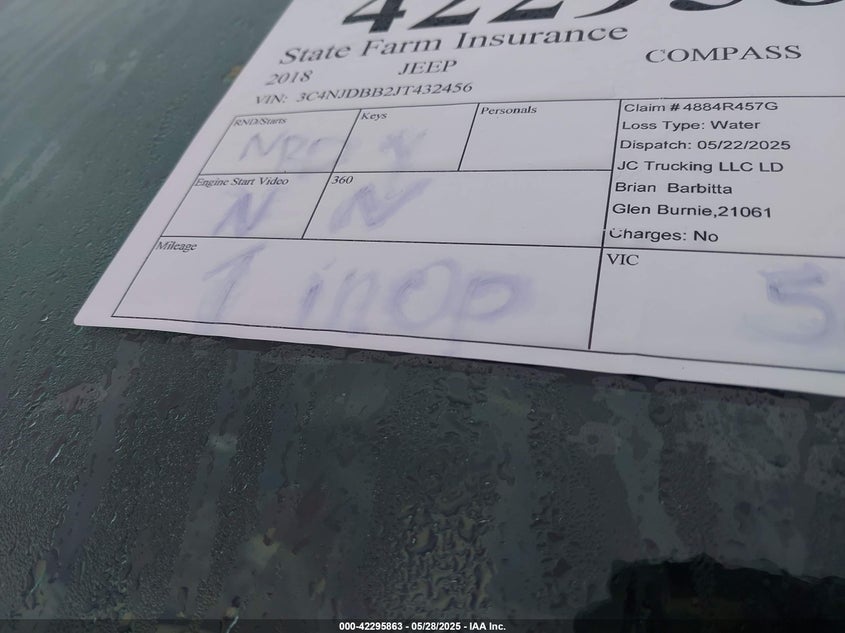 State Farm Insurance
2018 JEEP COMPASS
VIN: 3C4NJDBB2JT432456
RND/Starts Keys Personals
Engine Start Video 360
N N
Mileage
1 inop
Claim # 4884R457G
Loss Type: Water
Dispatch: 05/22/2025
JC Trucking LLC LD
Brian Barbitta
Glen Burnie,21061
Charges: No
VIC
5
000-42295863 - 05/28/2025 - IAA Inc.